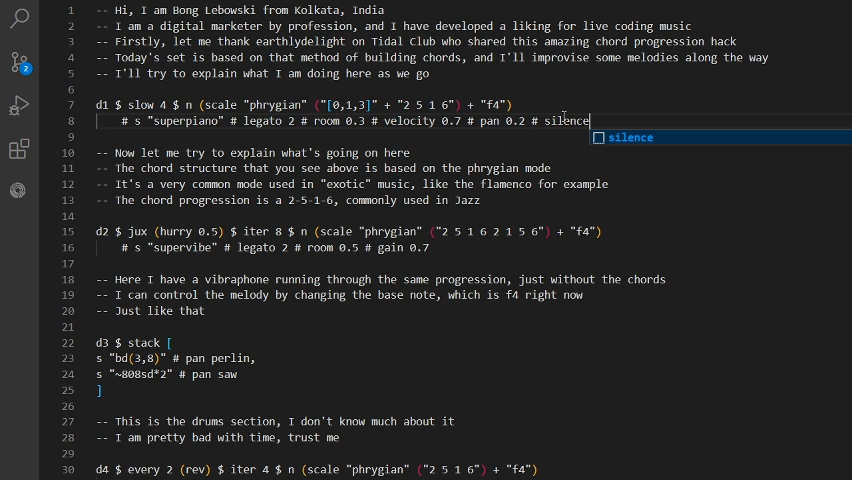 1 -- Hi, I am Bong Lebowski from Kolkata, India
2 -- I am a digital marketer by profession, and I have developed a liking for live coding music
3 -- Firstly, let me thank earthlydelight on Tidal Club who shared this amazing chord progression hack
4 -- Today's set is based on that method of building chords, and I'll improvise some melodies along the way
5 -- I'll try to explain what I am doing here as we go
6
7 d1 $ slow 4 $ n (scale "phrygian" ("[0,1,3]" + "2 5 1 6") + "f4")
8 # s "superpiano" # legato 2 # room 0.3 # velocity 0.7 # pan 0.2 # silence
2
silence
9
10 -- Now let me try to explain what's going on here
11 -- The chord structure that you see above is based on the phrygian mode
12 -- It's a very common mode used in "exotic" music, like the flamenco for example
13 -- The chord progression is a 2-5-1-6, commonly used in Jazz
14
15 d2 $ jux (hurry 0.5) $ iter 8 $ n (scale "phrygian" ("2 5 1 6 2 1 5 6") + "f4")
16 # s "supervibe" # legato 2 # room 0.5 # gain 0.7
17
18 -- Here I have a vibraphone running through the same progression, just without the chords
19 -- I can control the melody by changing the base note, which is f4 right now
20 -- Just like that
21
22 d3 $ stack [
23 s "bd(3,8)" # pan perlin,
24 s "~808sd*2" # pan saw
25 ]
26
27 -- This is the drums section, I don't know much about it
28 -- I am pretty bad with time, trust me
29
30 d4 $ every 2 (rev) $ iter 4 $ n (scale "phrygian" ("2 5 1 6") + "f4")